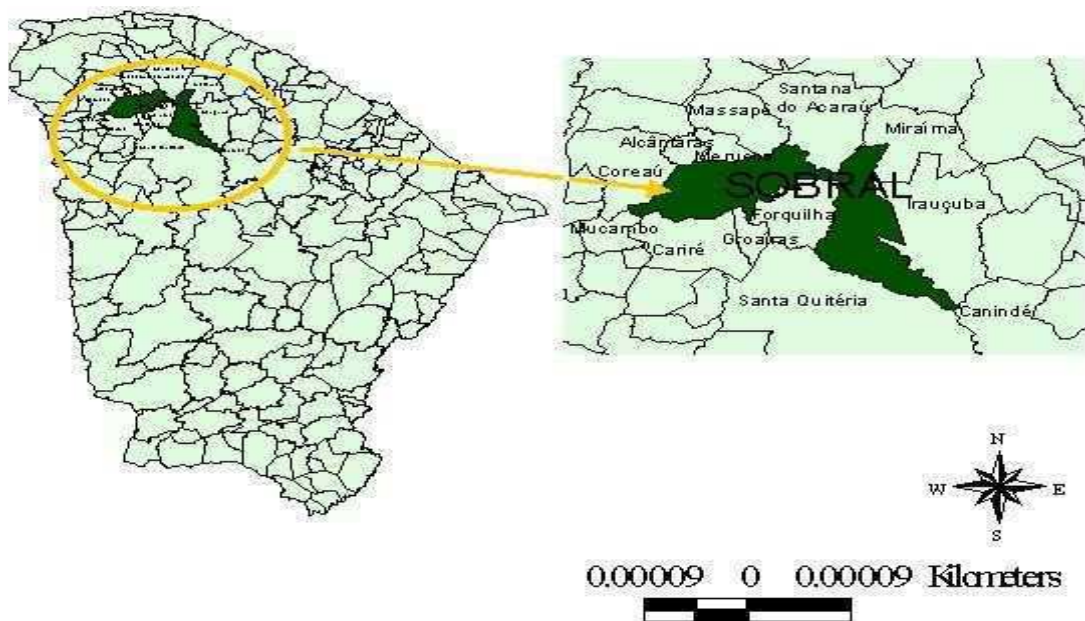 Santana
do Acaraú
Massapê
Miraíma
Alcântaras
Meruoca
Coreaú
SOBRAL
Irauçuba
Forquilha
Mucambo
Groaíras
Cariré
Santa Quitéria
Canindé
N
W
E
S
0.00009 0 0.00009 Kilometers